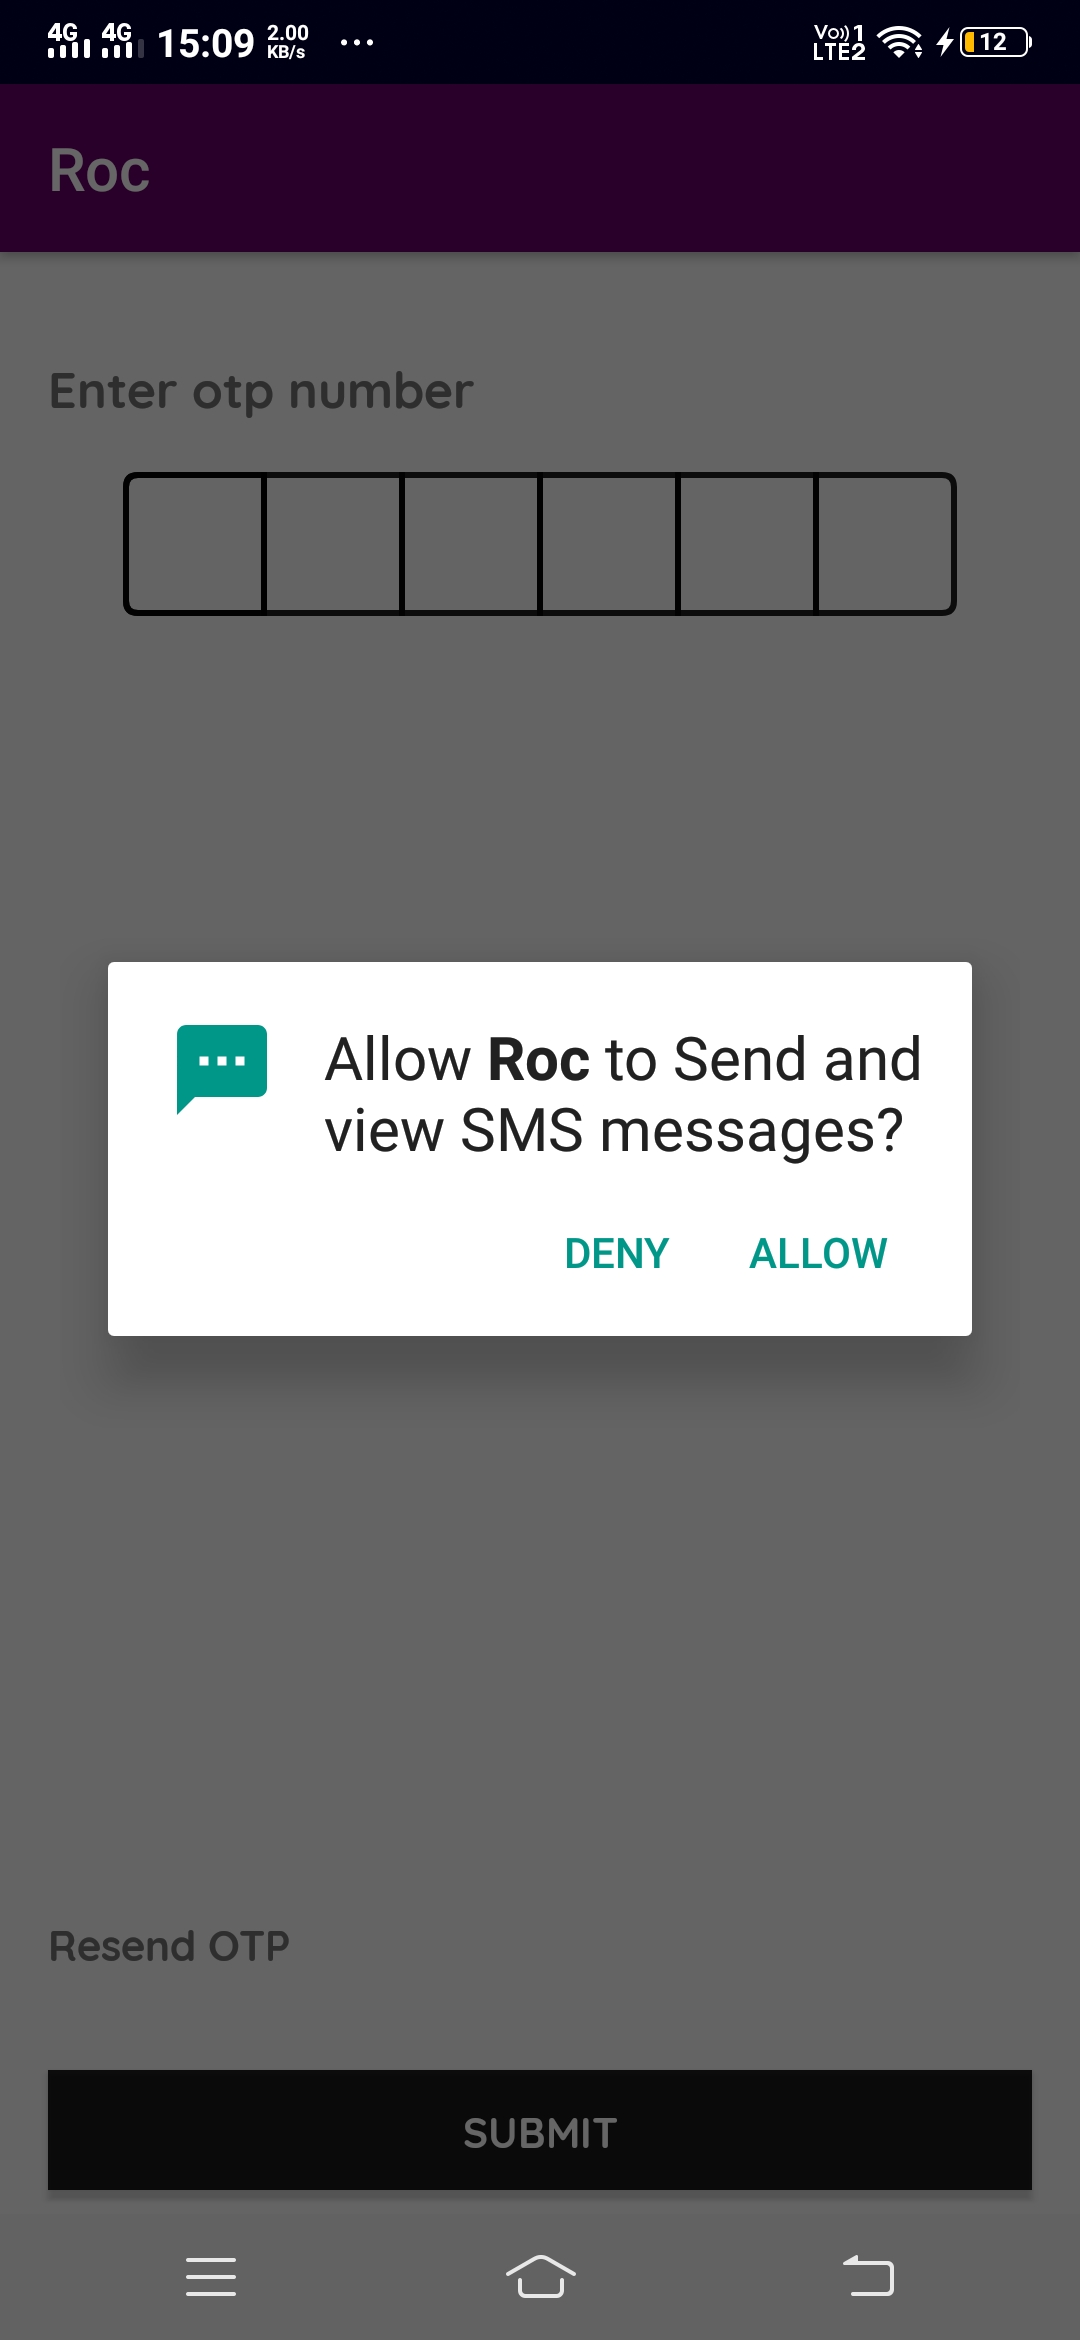 4G 4G 15:09 2.00 KB/s ... Vo)) 1 LTE2 12
Roc
Enter otp number
Allow Roc to Send and
view SMS messages?
DENY ALLOW
Resend OTP
SUBMIT